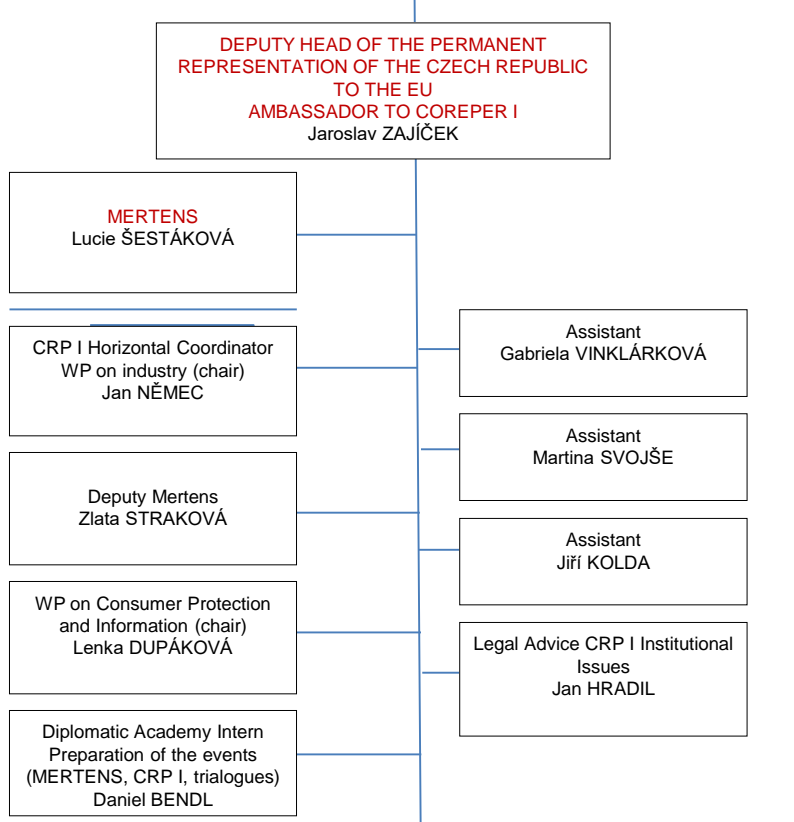 DEPUTY HEAD OF THE PERMANENT
REPRESENTATION OF THE CZECH REPUBLIC
TO THE EU
AMBASSADOR TO COREPER I
Jaroslav ZAJÍČEK
MERTENS
Lucie ŠESTÁKOVÁ
CRP I Horizontal Coordinator
WP on industry (chair)
Jan NĚMEC
Deputy Mertens
Zlata STRAKOVÁ
WP on Consumer Protection
and Information (chair)
Lenka DUPÁKOVÁ
Diplomatic Academy Intern
Preparation of the events
(MERTENS, CRP I, trialogues)
Daniel BENDL
Assistant
Gabriela VINKLÁRKOVÁ
Assistant
Martina SVOJŠE
Assistant
Jiří KOLDA
Legal Advice CRP I Institutional
Issues
Jan HRADIL